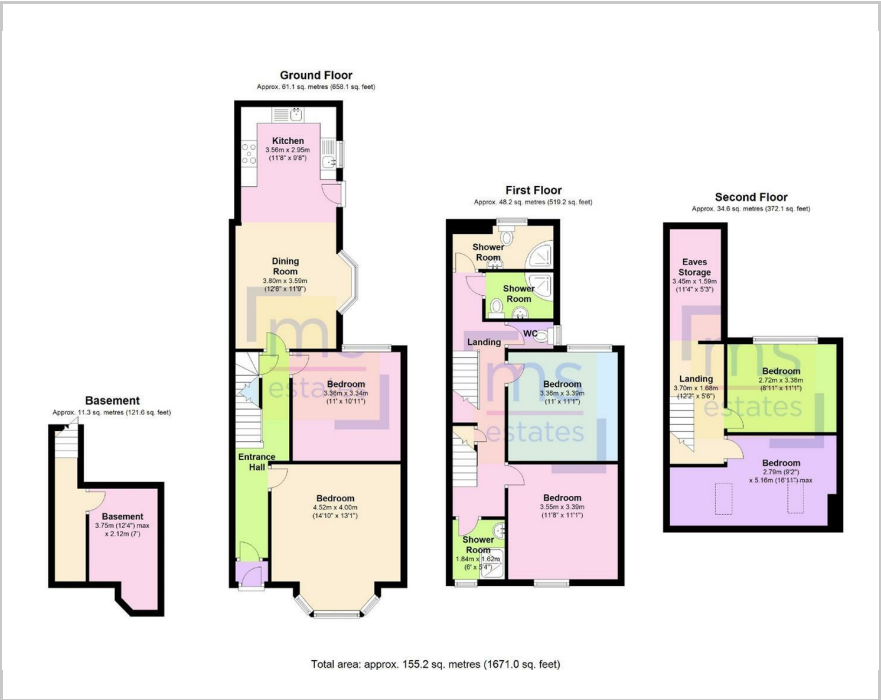 Ground Floor
Approx. 61.1 sq. metres (658.1 sq. feet)
Kitchen
3.56m x 2.95m
(11'8" x 9'8")
Dining
Room
3.80m x 3.59m
(12'6" x 11'9")
Bedroom
3.36m x 3.34m
(11' x 10'11")
Entrance
Hall
Bedroom
4.52m x 4.00m
(14'10" x 13'1")
ms
estates
Basement
Approx. 11.3 sq. metres (121.6 sq. feet)
Basement
3.75m (12'4") max
x 2.12m (7')
First Floor
Approx. 48.2 sq. metres (519.2 sq. feet)
Shower
Room
Shower
Room
WC
Landing
Bedroom
3.36m x 3.39m
(11' x 11'1")
Bedroom
3.55m x 3.39m
(11'8" x 11'1")
Shower
Room
1.84m x 1.62m
(6' x 5'4")
ms
estates
Second Floor
Approx. 34.6 sq. metres (372.1 sq. feet)
Eaves
Storage
3.45m x 1.59m
(11'4" x 5'3")
Landing
3.70m x 1.68m
(12'2" x 5'6")
Bedroom
2.72m x 3.38m
(8'11" x 11'1")
Bedroom
2.79m (9'2")
x 5.16m (16'11") max
ms
estates
Total area: approx. 155.2 sq. metres (1671.0 sq. feet)